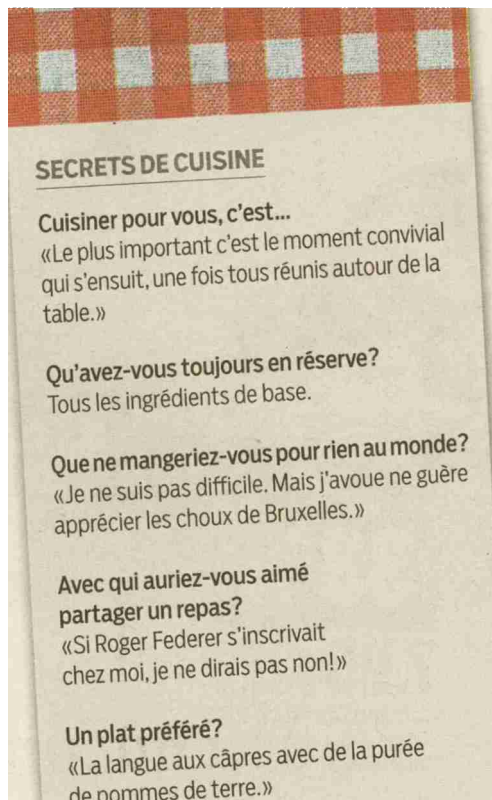 SECRETS DE CUISINE
Cuisiner pour vous, c'est...
«Le plus important c'est le moment convivial
qui s'ensuit, une fois tous réunis autour de la
table.»
Qu'avez-vous toujours en réserve?
Tous les ingrédients de base.
Que ne mangeriez-vous pour rien au monde?
«Je ne suis pas difficile. Mais j'avoue ne guère
apprécier les choux de Bruxelles.»
Avec qui auriez-vous aimé
partager un repas?
«Si Roger Federer s'inscrivait
chez moi, je ne dirais pas non!»
Un plat préféré?
«La langue aux câpres avec de la purée
de pommes de terre.»